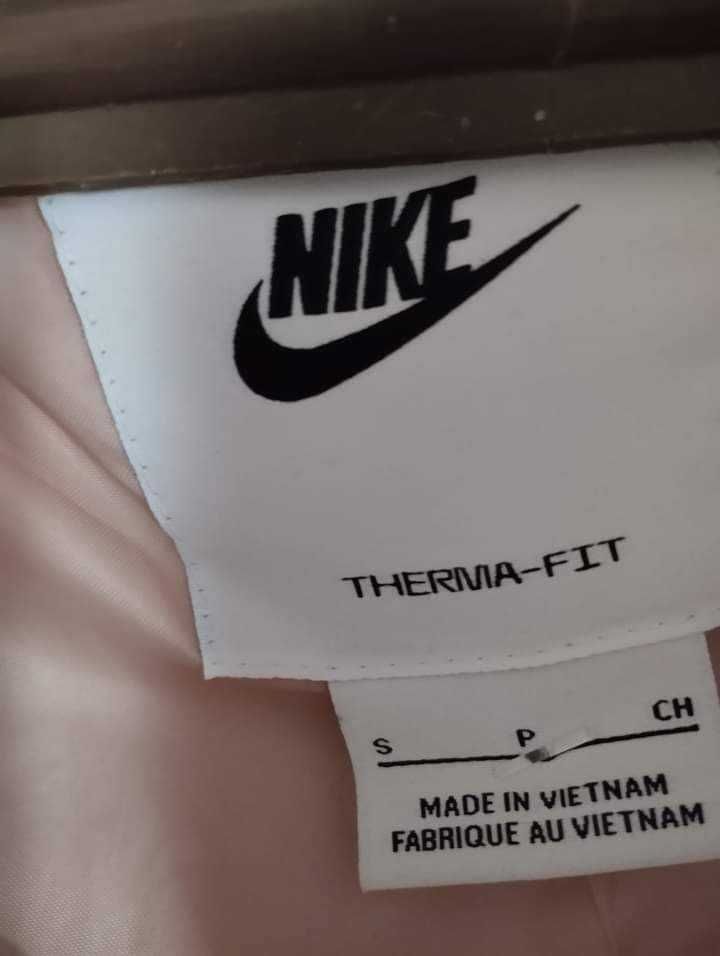 NIKE
THERMA-FIT
S P CH
MADE IN VIETNAM
FABRIQUE AU VIETNAM